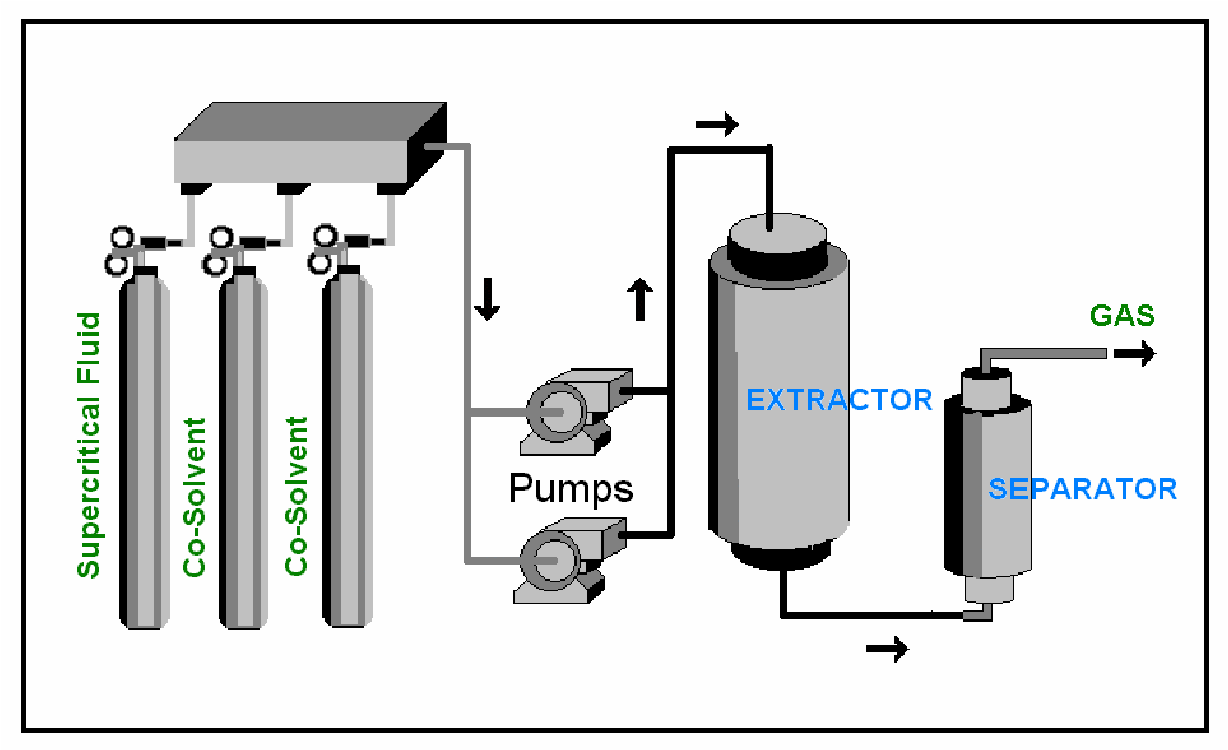 Supercritical Fluid
Co-Solvent
Co-Solvent
Pumps
EXTRACTOR
SEPARATOR
GAS